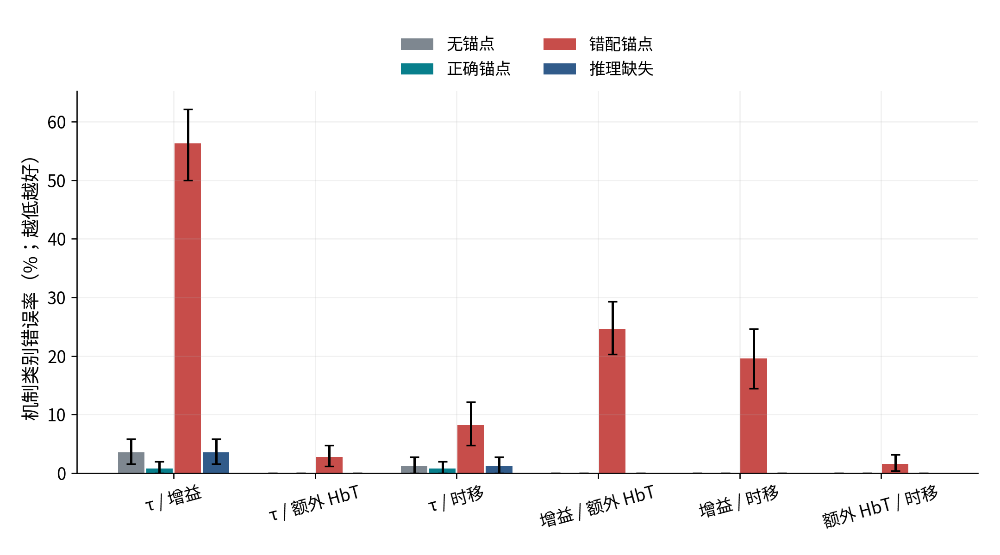 无锚点
正确锚点
错配锚点
推理缺失
机制类别错误率（%；越低越好）
60
50
40
30
20
10
0
τ / 增益
τ / 额外 HbT
τ / 时移
增益 / 额外 HbT
增益 / 时移
额外 HbT / 时移